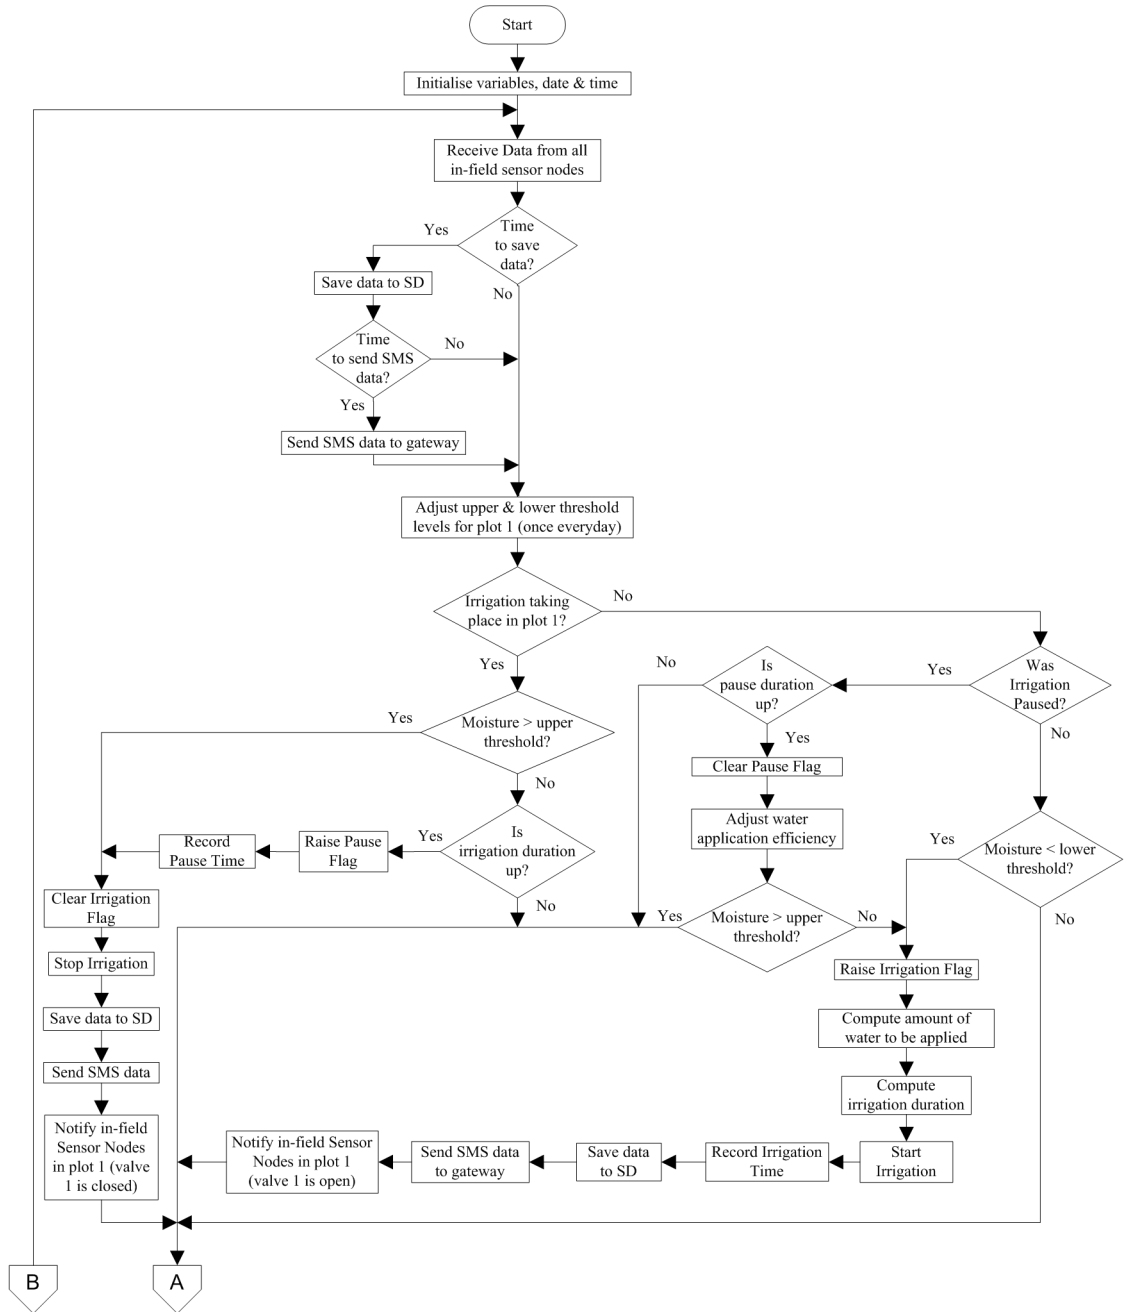 Start
Initialise variables, date & time
Receive Data from all
in-field sensor nodes
Time
to save
data?
Yes
No
Save data to SD
Time
to send SMS
data?
No
Yes
Send SMS data to gateway
Adjust upper & lower threshold
levels for plot 1 (once everyday)
Irrigation taking
place in plot 1?
No
Yes
Was
Irrigation
Paused?
Yes
No
Is
pause duration
up?
No
Yes
Moisture > upper
threshold?
Yes
No
Clear Pause Flag
Adjust water
application efficiency
Is
irrigation duration
up?
Yes
No
Raise Pause
Flag
Record
Pause Time
Moisture < lower
threshold?
Yes
No
Moisture > upper
threshold?
Yes
No
Clear Irrigation
Flag
Stop Irrigation
Save data to SD
Send SMS data
Notify in-field
Sensor Nodes
in plot 1 (valve
1 is closed)
Raise Irrigation Flag
Compute amount of
water to be applied
Compute
irrigation duration
Start
Irrigation
Record Irrigation
Time
Save data
to SD
Send SMS data
to gateway
Notify in-field Sensor
Nodes in plot 1
(valve 1 is open)
B
A